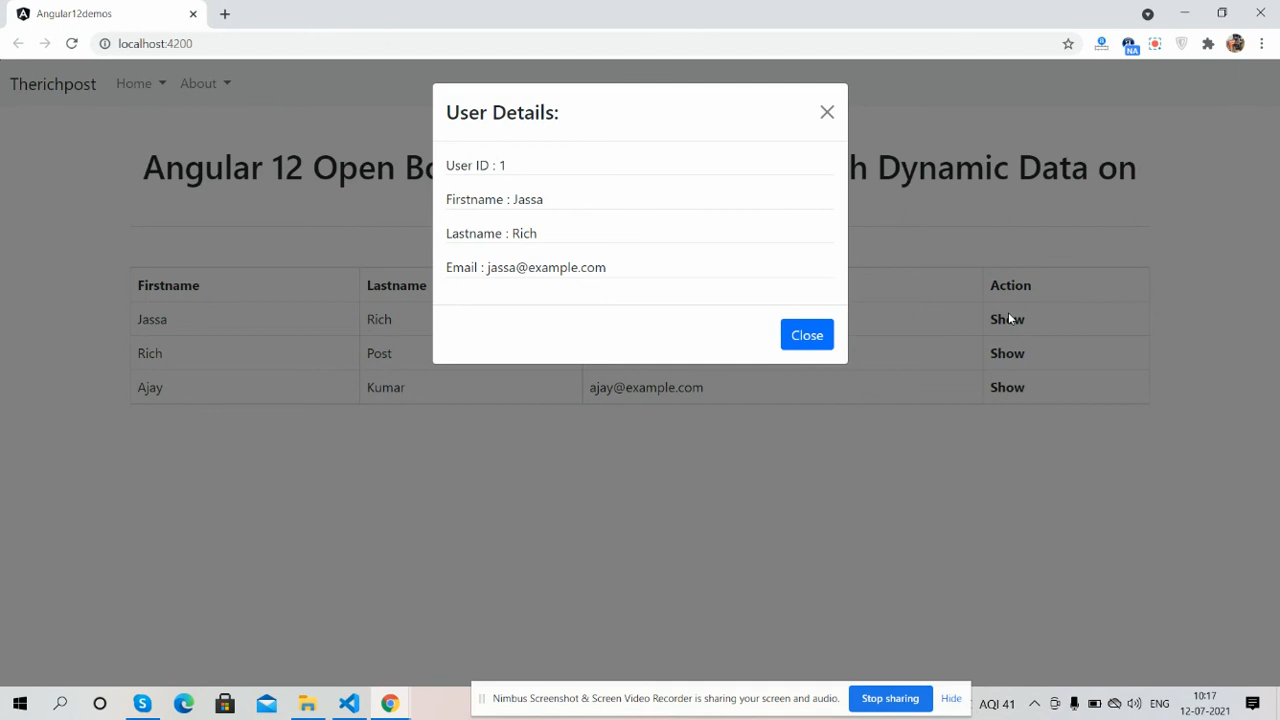 Angular12demos
localhost:4200
NA
Therichpost
Home
About
User Details:
User ID : 1
Firstname : Jassa
Lastname : Rich
Email : jassa@example.com
Close
Angular 12 Open Bo h Dynamic Data on
Firstname Lastname Action
Jassa Rich Show
Rich Post Show
Ajay Kumar ajay@example.com Show
Nimbus Screenshot & Screen Video Recorder is sharing your screen and audio. Stop sharing Hide
AQI 41
ENG
10:17
12-07-2021